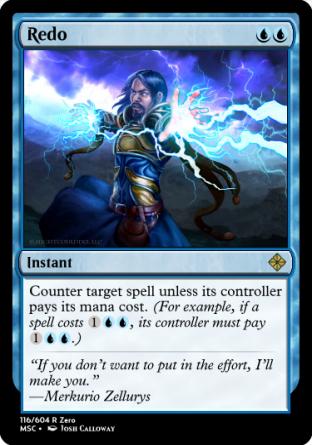 Redo
Instant
Counter target spell unless its controller
pays its mana cost. (For example, if a
spell costs 1, its controller must pay
1.)
"If you don't want to put in the effort, I'll
make you."
—Merkurio Zellurys
116/604 R Zero
MSC • Josh Calloway